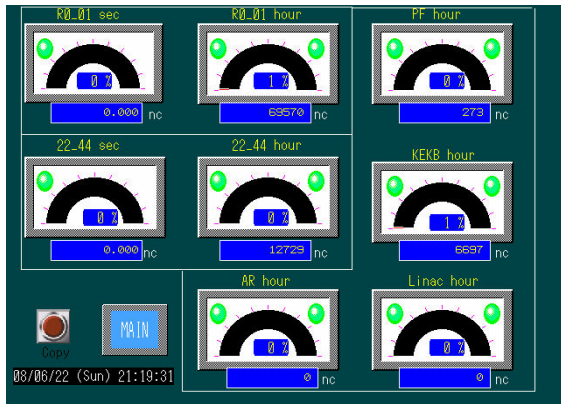 R0_01 sec
R0_01 hour
PF hour
0 %
1 %
0 %
0.000 nc
69570 nc
273 nc
22_44 sec
22_44 hour
KEKB hour
0 %
0 %
1 %
0.000 nc
12729 nc
6697 nc
AR hour
Linac hour
MAIN
0 %
0 %
Copy
08/06/22 (Sun) 21:19:31
0 nc
0 nc